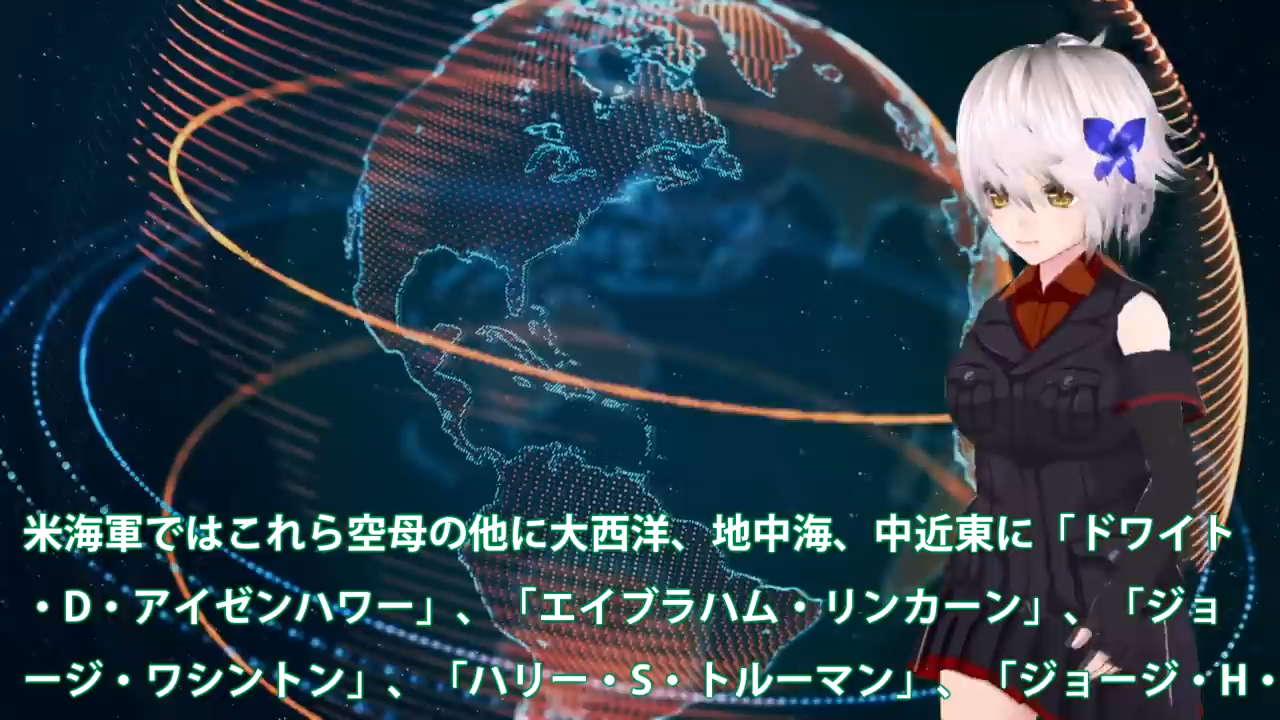 米海軍ではこれら空母の他に大西洋、地中海、中近東に「ドワイト
・D・アイゼンハワー」、「エイブラハム・リンカーン」、「ジョ
ージ・ワシントン」、「ハリー・S・トルーマン」、「ジョージ・H・